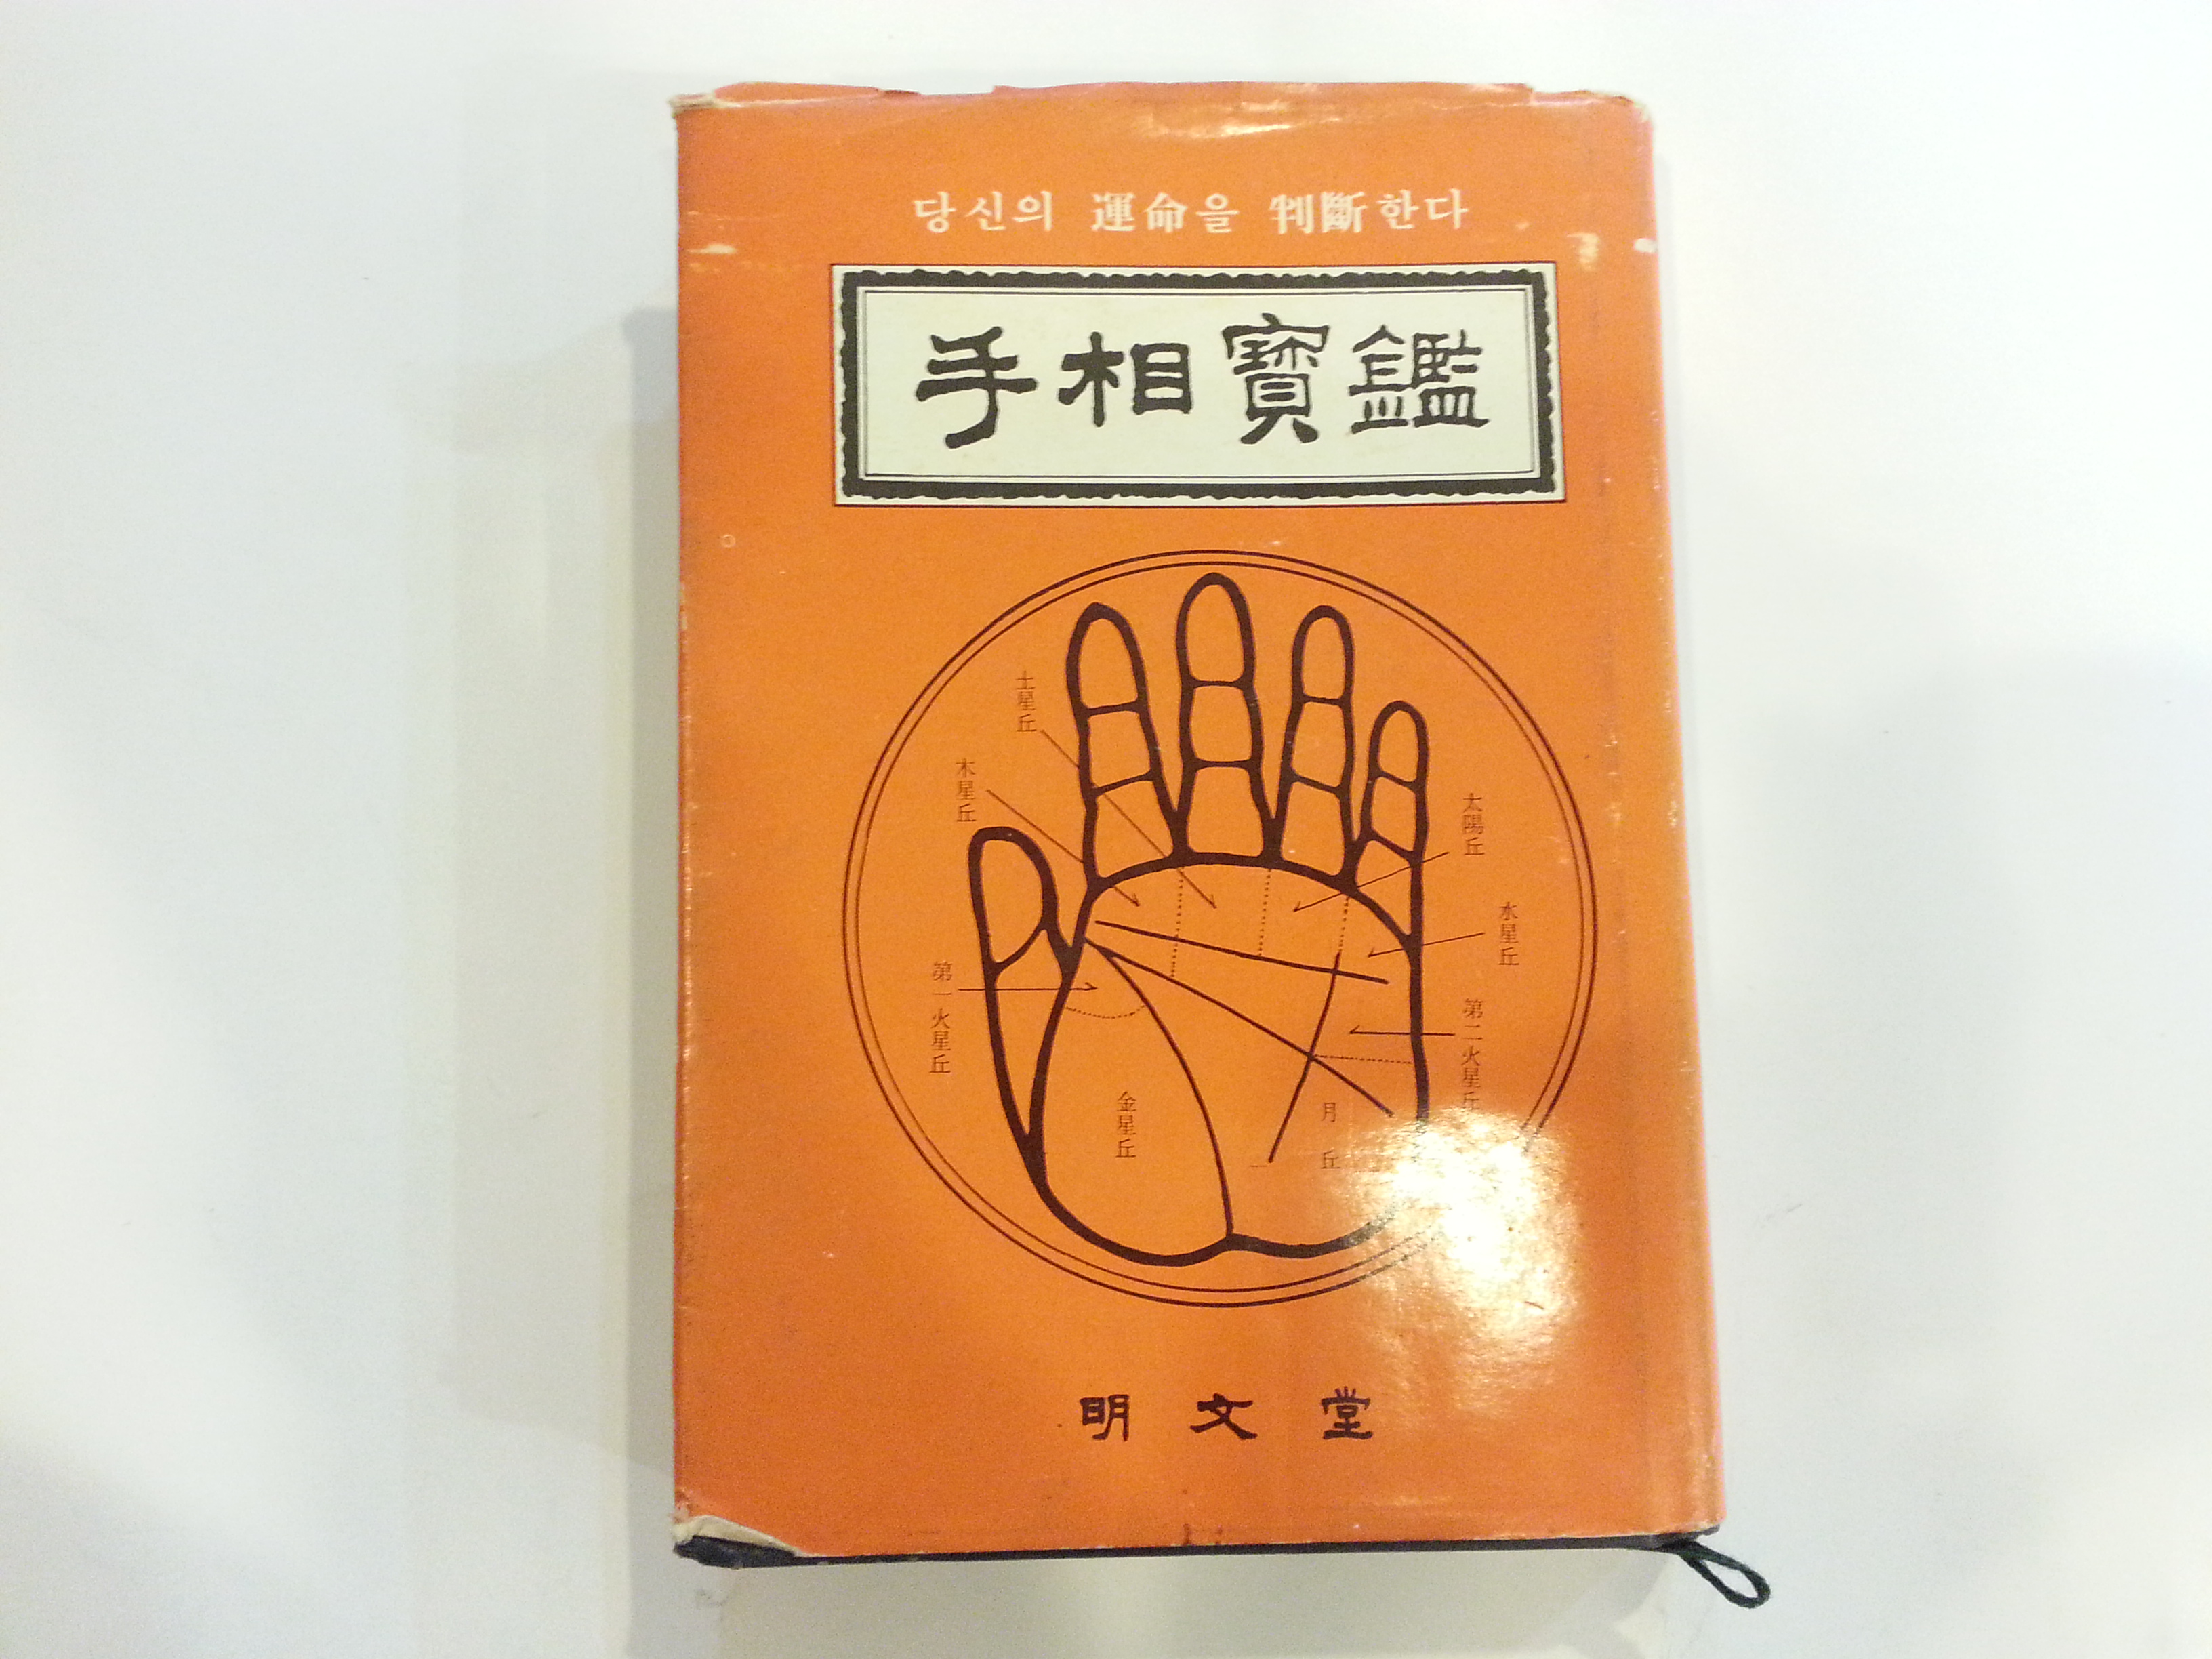 당신의 運命을 判斷한다
手相寶鑑
土星丘
木星丘
太陽丘
水星丘
第一火星丘
第二火星丘
金星丘
月丘
明文堂